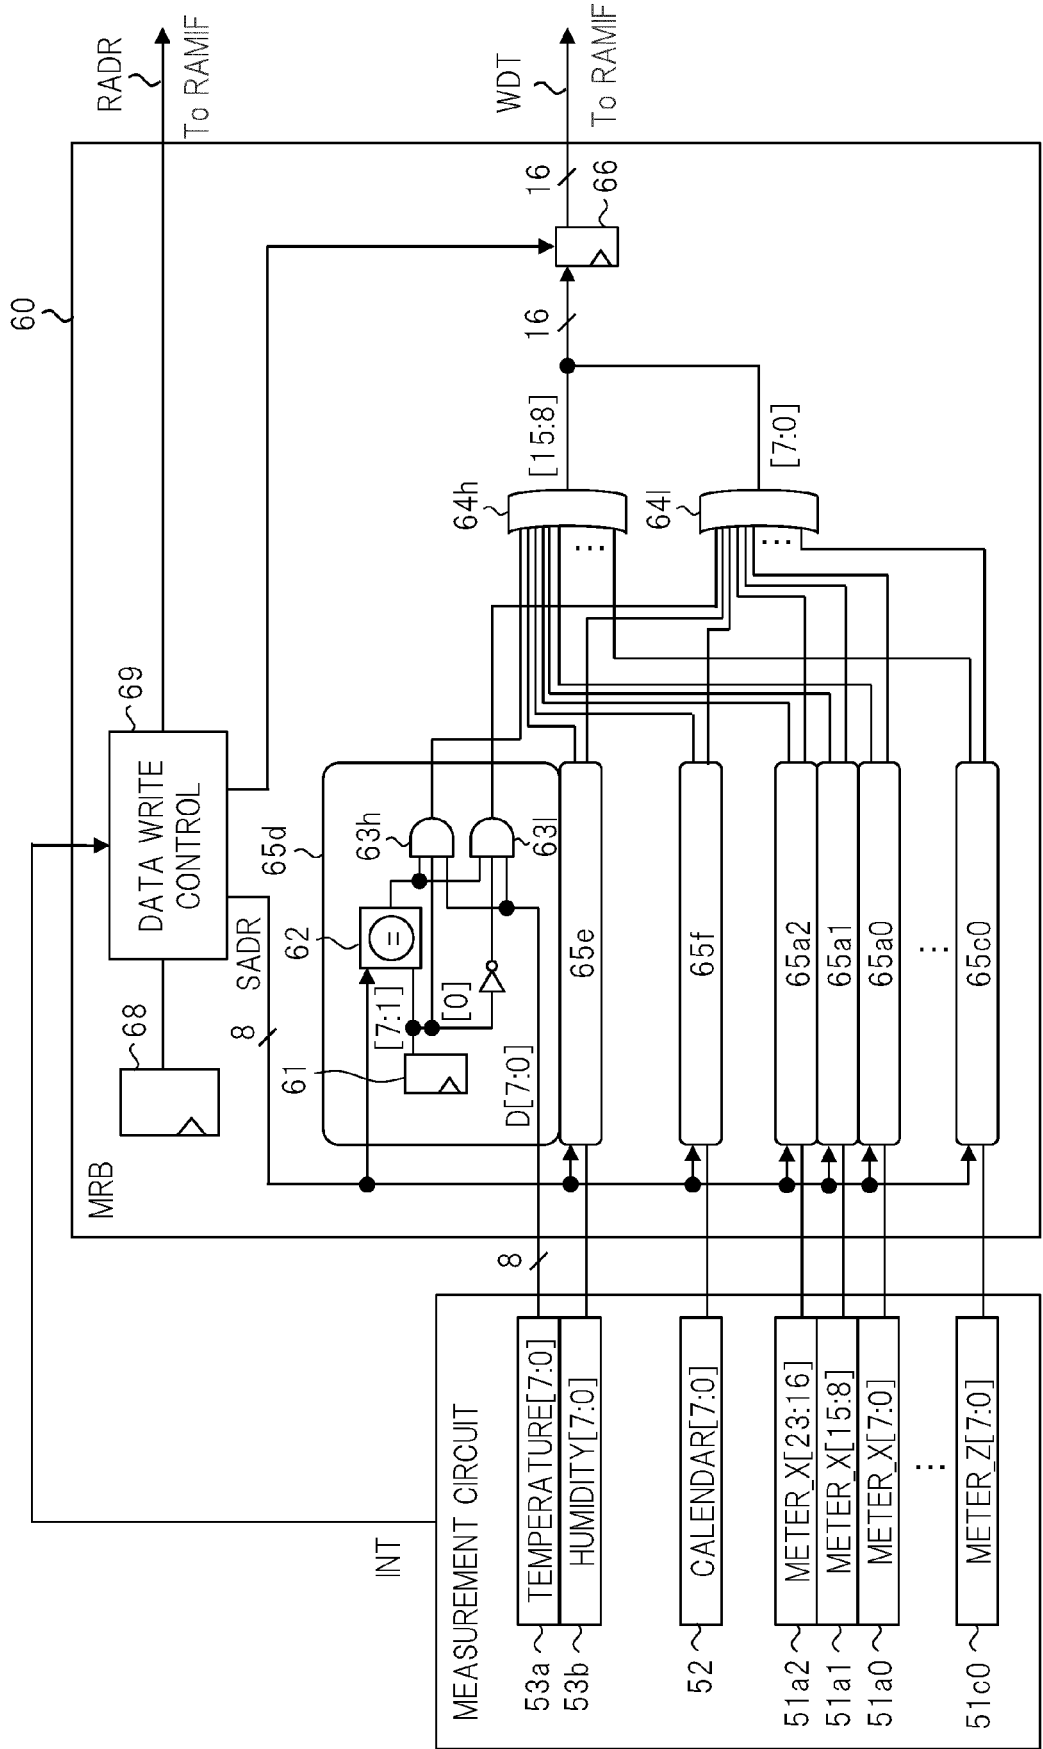 RADR
To RAMIF
WDT
To RAMIF
60
MRB
68
69
DATA WRITE
CONTROL
SADR
8
16
66
16
65d
61
62
[7:1]
[0]
=
63h
63l
D[7:0]
64h
[15:8]
64l
[7:0]
...
...
65e
65f
65a2
65a1
65a0
...
65c0
8
INT
MEASUREMENT CIRCUIT
53a
TEMPERATURE[7:0]
53b
HUMIDITY[7:0]
52
CALENDAR[7:0]
51a2
METER_X[23:16]
51a1
METER_X[15:8]
51a0
METER_X[7:0]
...
51c0
METER_Z[7:0]